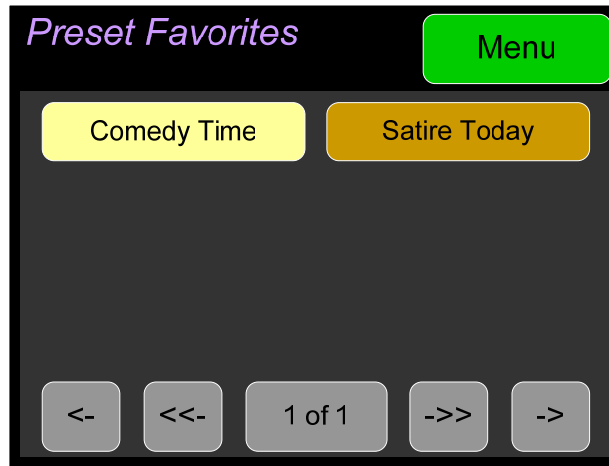 Preset Favorites
Menu
Comedy Time
Satire Today
<-
<<-
1 of 1
->>
->